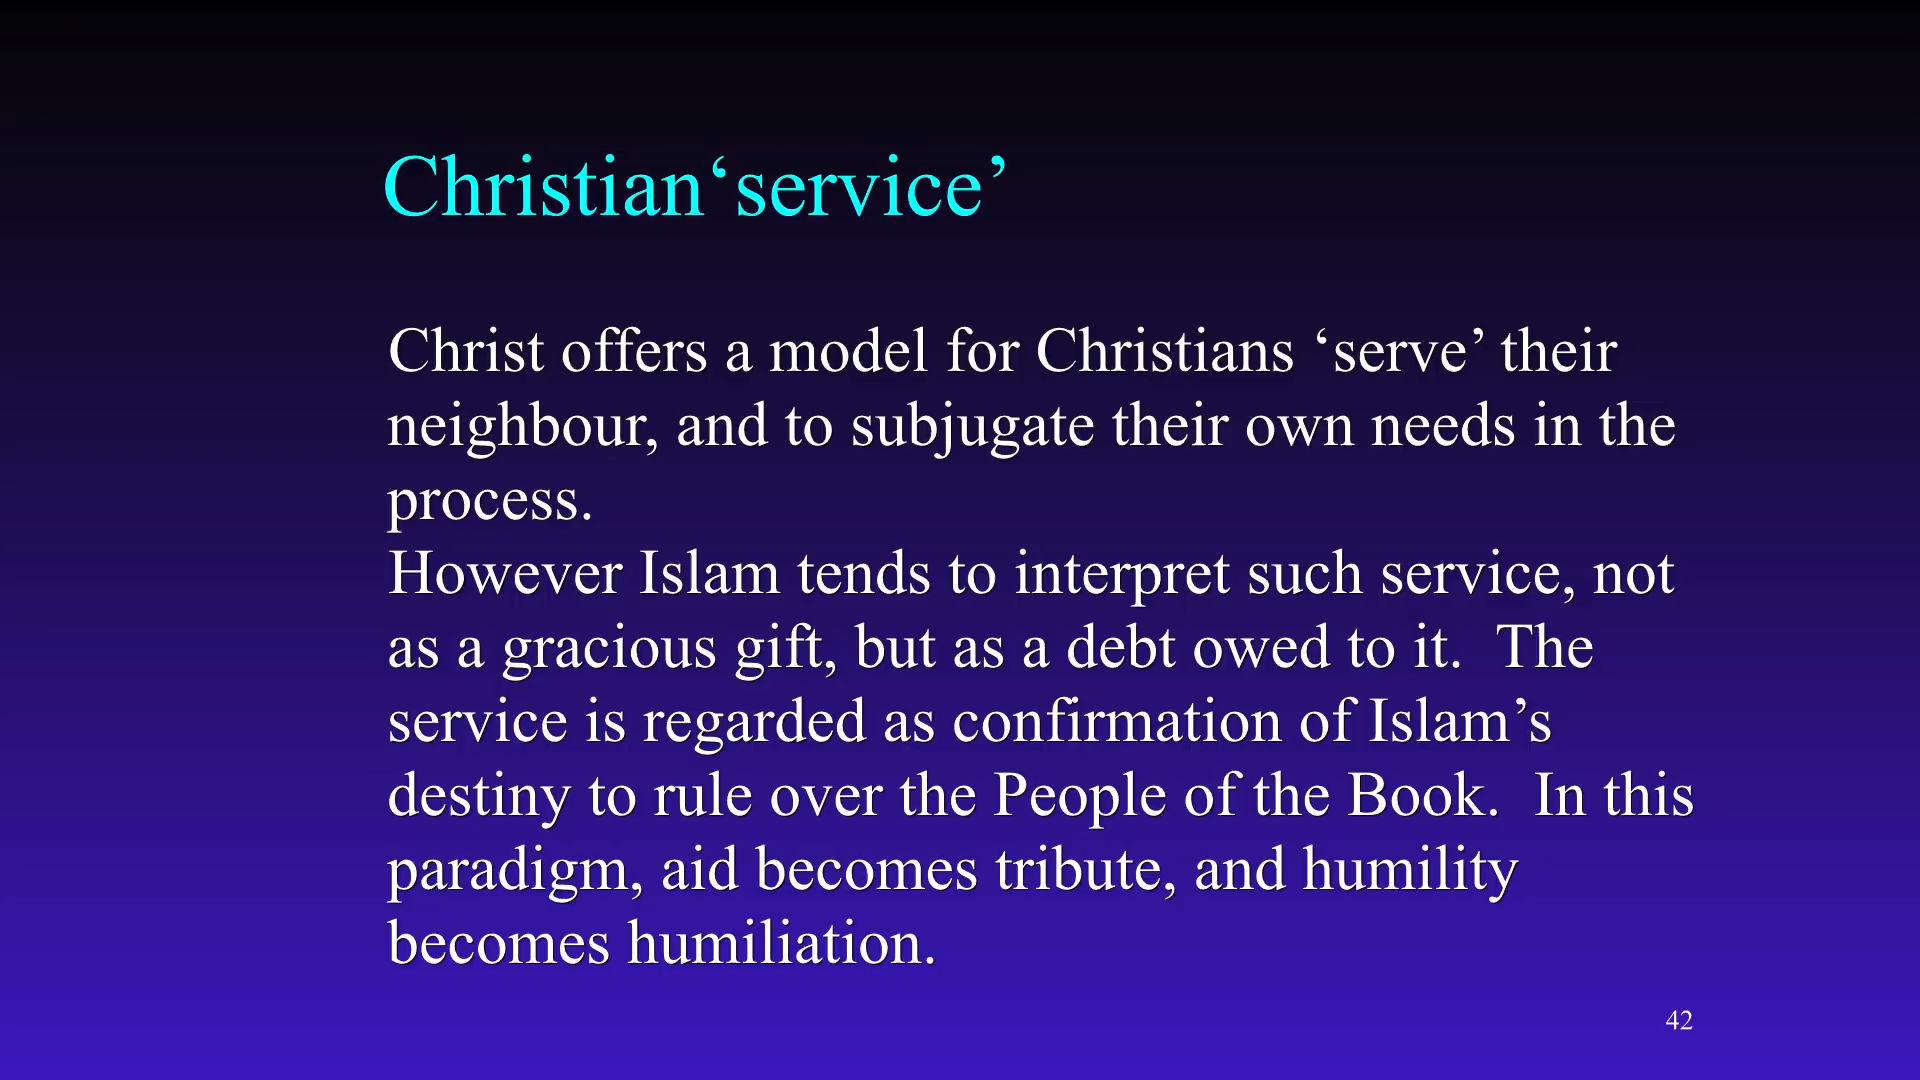 Christian‘service’
Christ offers a model for Christians ‘serve’ their
neighbour, and to subjugate their own needs in the
process.
However Islam tends to interpret such service, not
as a gracious gift, but as a debt owed to it.  The
service is regarded as confirmation of Islam’s
destiny to rule over the People of the Book.  In this
paradigm, aid becomes tribute, and humility
becomes humiliation.
42